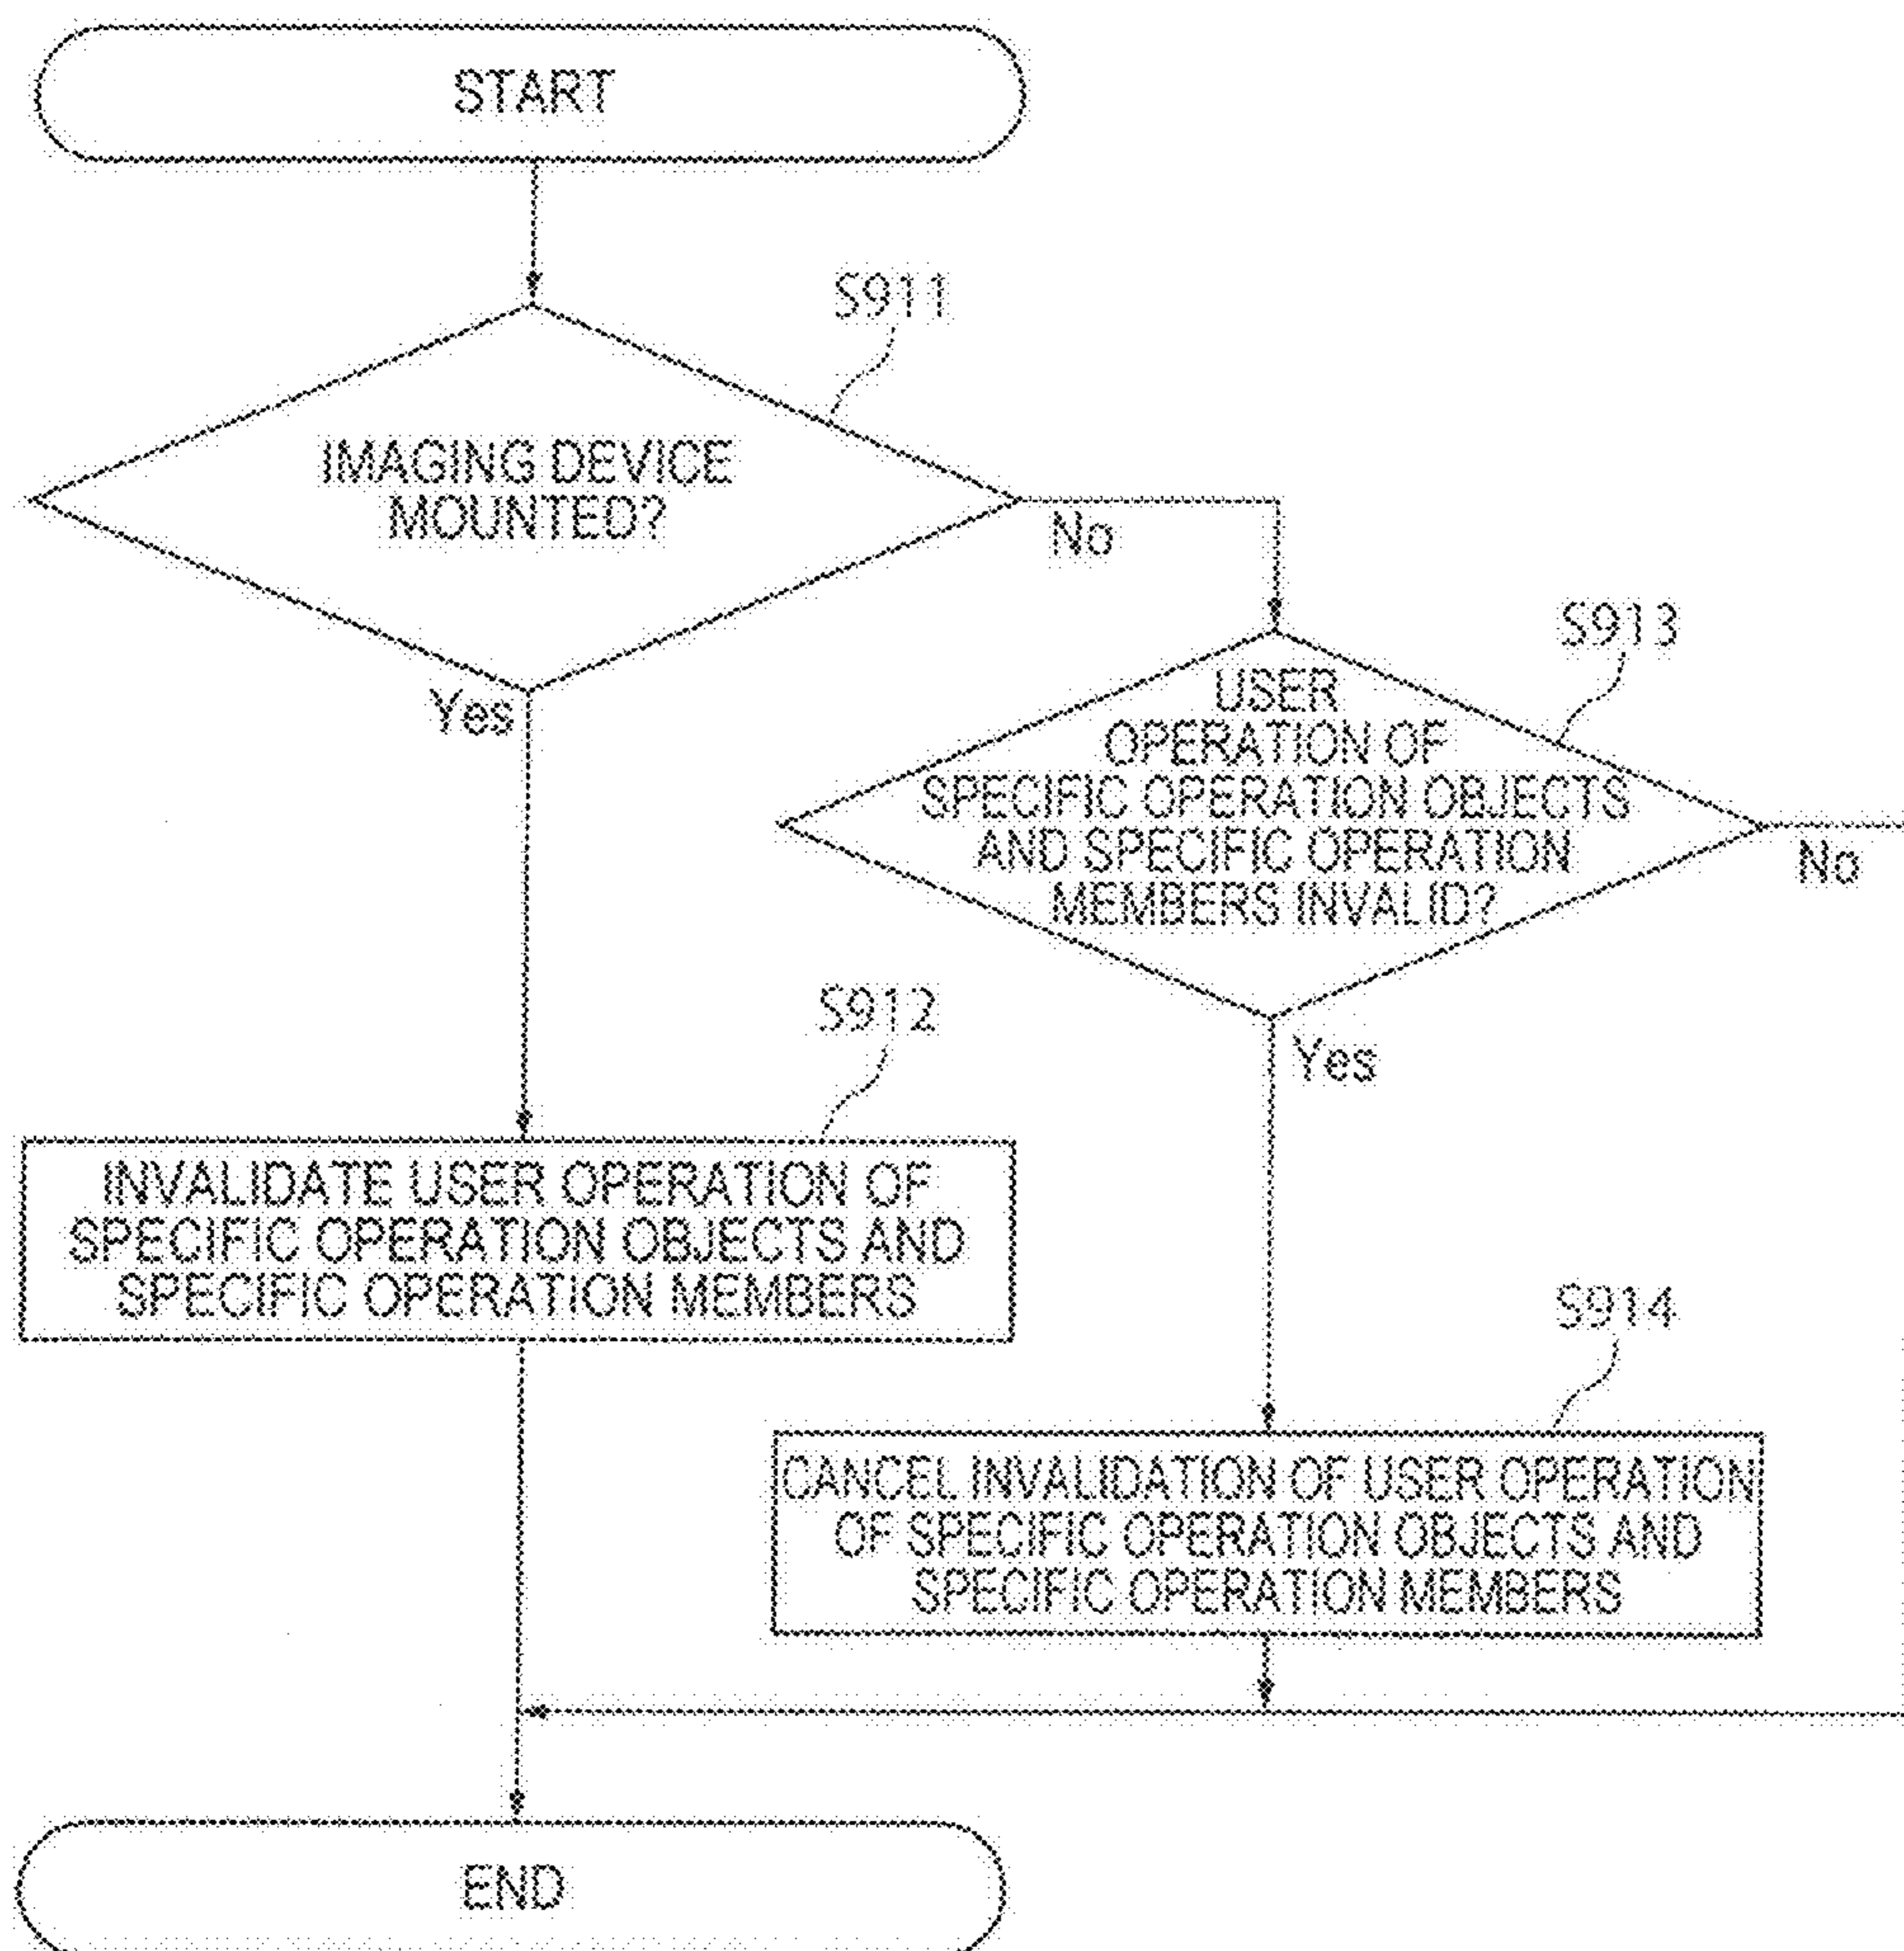 START
S911
IMAGING DEVICE
MOUNTED?
No
Yes
S913
USER
OPERATION OF
SPECIFIC OPERATION OBJECTS
AND SPECIFIC OPERATION
MEMBERS INVALID?
No
Yes
S912
INVALIDATE USER OPERATION OF
SPECIFIC OPERATION OBJECTS AND
SPECIFIC OPERATION MEMBERS
S914
CANCEL INVALIDATION OF USER OPERATION
OF SPECIFIC OPERATION OBJECTS AND
SPECIFIC OPERATION MEMBERS
END